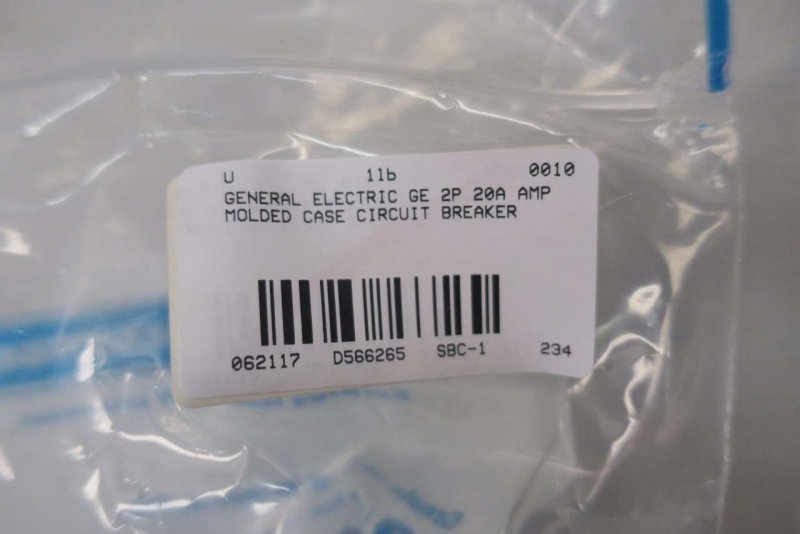 U 1lb 0010
GENERAL ELECTRIC GE 2P 20A AMP
MOLDED CASE CIRCUIT BREAKER
062117 D566265 SBC-1 234